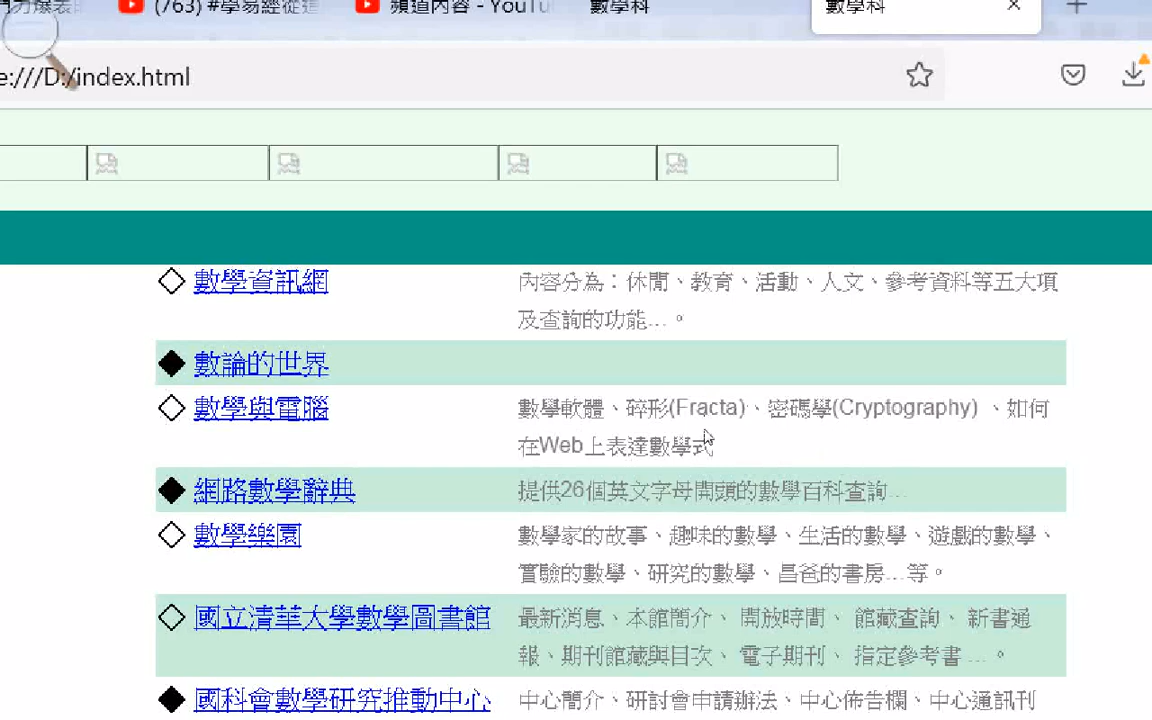 (763) #學易經從這
頻道內容 - YouTu
數學科
數學科
e:///D:/index.html
◇ 數學資訊網
內容分為：休閒、教育、活動、人文、參考資料等五大項
及查詢的功能...。
◆ 數論的世界
◇ 數學與電腦
數學軟體、碎形(Fracta)、密碼學(Cryptography) 、如何
在Web上表達數學式
◆ 網路數學辭典
提供26個英文字母開頭的數學百科查詢...
◇ 數學樂園
數學家的故事、趣味的數學、生活的數學、遊戲的數學、
實驗的數學、研究的數學、昌爸的書房...等。
◇ 國立清華大學數學圖書館
最新消息、本館簡介、 開放時間、 館藏查詢、 新書通
報、期刊館藏與目次、 電子期刊、 指定參考書 ... 。
◆ 國科會數學研究推動中心
中心簡介、研討會申請辦法、中心佈告欄、中心通訊刊